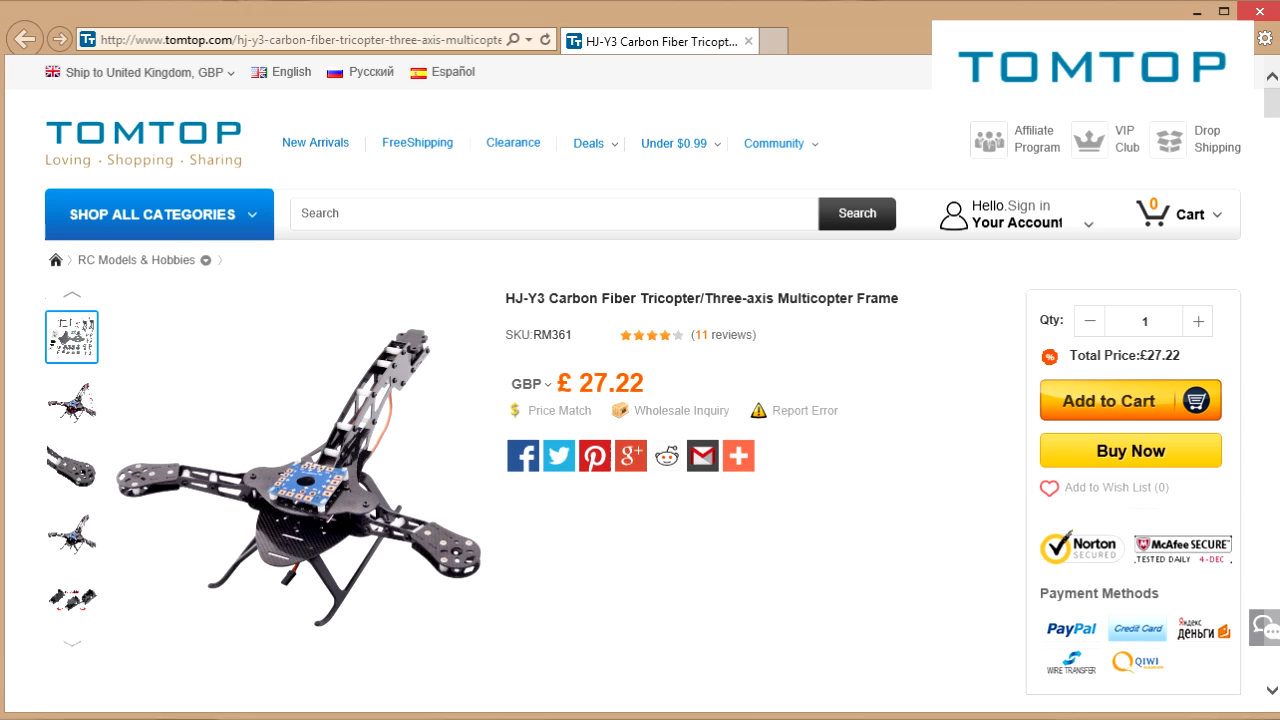 http://www.tomtop.com/hj-y3-carbon-fiber-tricopter-three-axis-multicopte
HJ-Y3 Carbon Fiber Tricopt...
TOMTOP
Ship to United Kingdom, GBP
English
Русский
Español
TOMTOP
Loving · Shopping · Sharing
New Arrivals
FreeShipping
Clearance
Deals
Under $0.99
Community
Affiliate
Program
VIP
Club
Drop
Shipping
SHOP ALL CATEGORIES
Search
Search
Hello.Sign in
Your Account
0
Cart
RC Models & Hobbies
HJ-Y3 Carbon Fiber Tricopter/Three-axis Multicopter Frame
SKU:RM361
(11 reviews)
GBP £ 27.22
Price Match
Wholesale Inquiry
Report Error
Qty:
1
Total Price:£27.22
Add to Cart
Buy Now
Add to Wish List (0)
Norton
SECURED
McAfee SECURE
TESTED DAILY 4-DEC
Payment Methods
PayPal
Credit Card
Яндекс
деньги
WIRE TRANSFER
QIWI